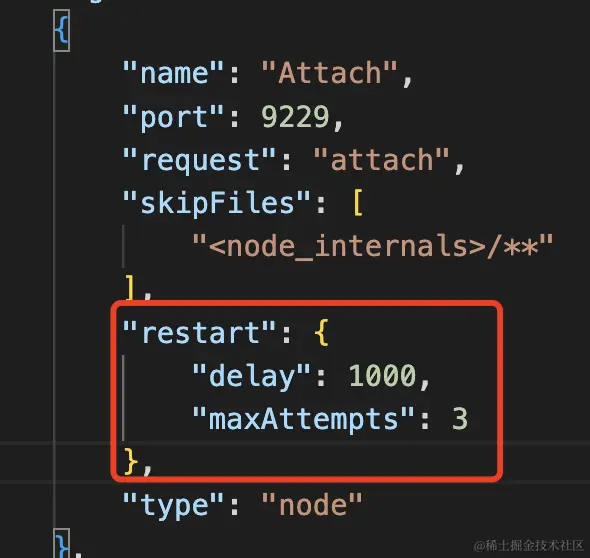 {
"name": "Attach",
"port": 9229,
"request": "attach",
"skipFiles": [
"<node_internals>/**"
],
"restart": {
"delay": 1000,
"maxAttempts": 3
},
"type": "node"
},
@稀土掘金技术社区